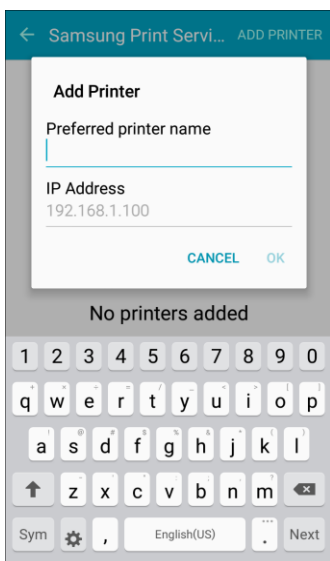 Samsung Print Servi... ADD PRINTER
Add Printer
Preferred printer name
IP Address
192.168.1.100
CANCEL OK
No printers added
1 2 3 4 5 6 7 8 9 0
q w e r t y u i o p
a s d f g h j k l
z x c v b n m
Sym , English(US) . Next